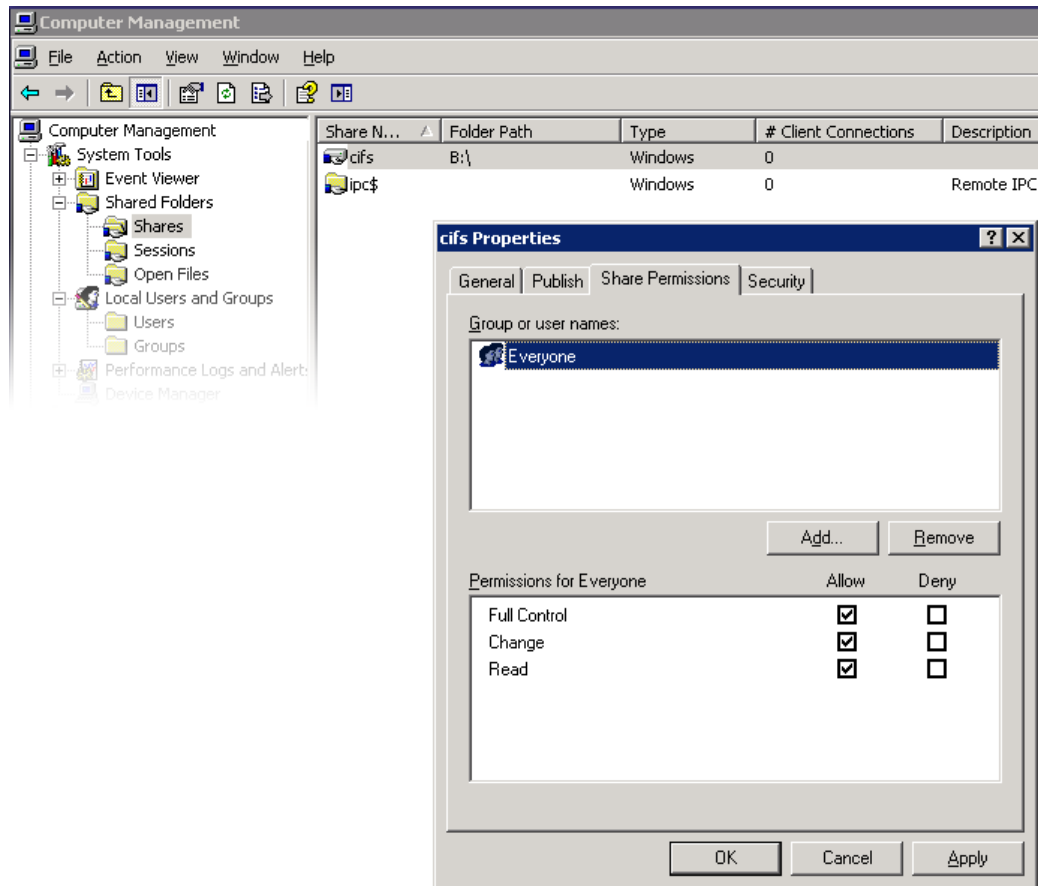 Computer Management
File Action View Window Help
Computer Management
System Tools
Event Viewer
Shared Folders
Shares
Sessions
Open Files
Local Users and Groups
Users
Groups
Performance Logs and Alert
Device Manager
Share N... Folder Path Type # Client Connections Description
cifs B:\ Windows 0
ipc$ Windows 0 Remote IPC
cifs Properties
General Publish Share Permissions Security
Group or user names:
Everyone
Add... Remove
Permissions for Everyone Allow Deny
Full Control
Change
Read
OK Cancel Apply